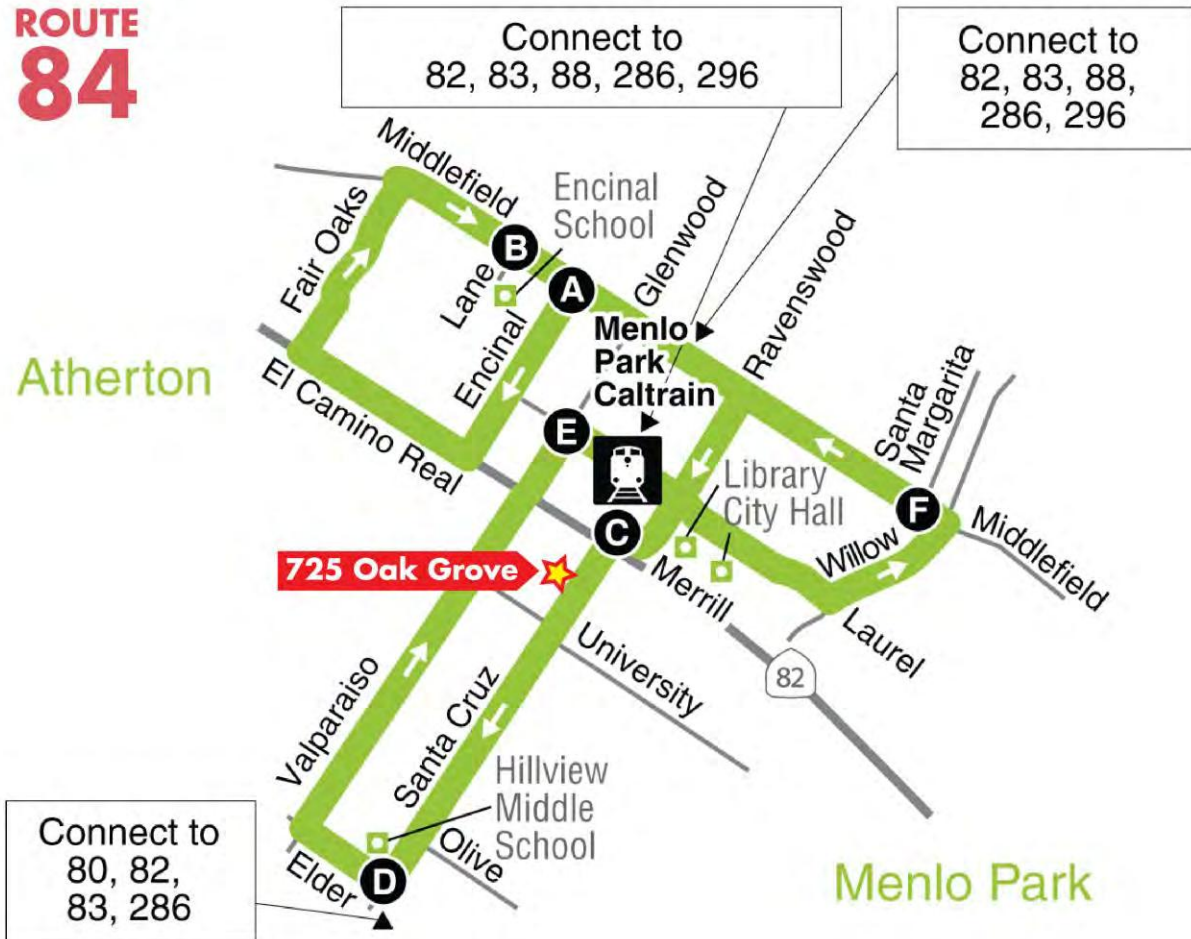 ROUTE
84
Connect to
82, 83, 88, 286, 296
Connect to
82, 83, 88,
286, 296
Middlefield
Encinal
School
Glenwood
Ravenswood
Fair Oaks
B
Lane
A
Encinal
Menlo
Park
Caltrain
Santa
Margarita
Atherton
El Camino Real
E
Library
City Hall
F
Willow
Middlefield
C
725 Oak Grove
Merrill
Laurel
University
82
Valparaiso
Santa Cruz
Hillview
Middle
School
Olive
Elder
D
Connect to
80, 82,
83, 286
Menlo Park